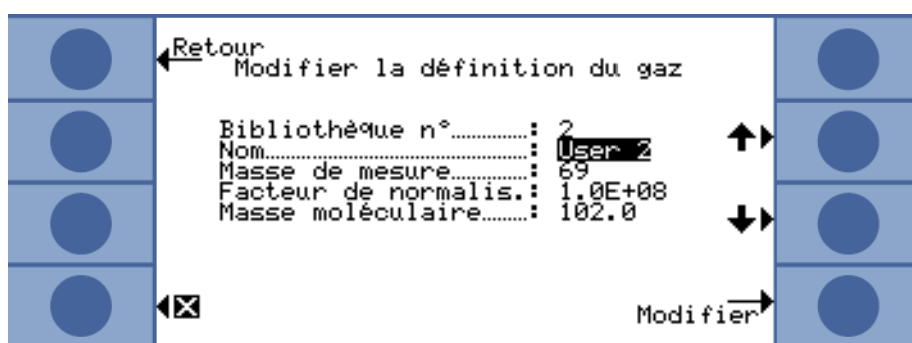 Retour
Modifier la définition du gaz
Bibliothèque n°.............: 2
Nom..............................: User 2
Masse de mesure........: 69
Facteur de normalis.: 1.0E+08
Masse moléculaire.......: 102.0
Modifier